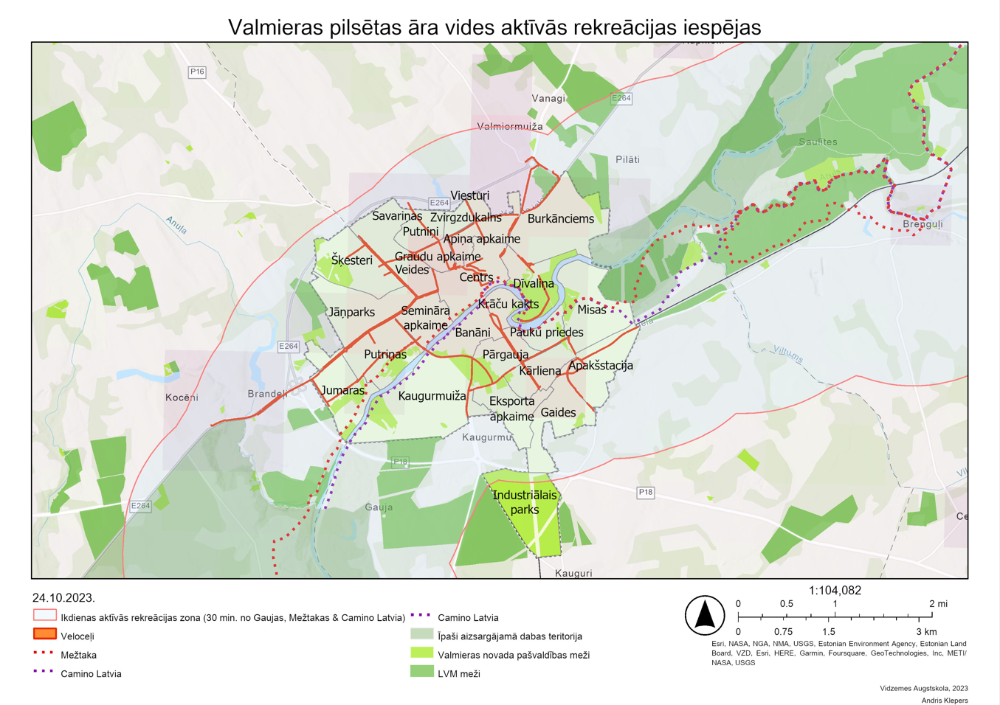 Valmieras pilsētas āra vides aktīvās rekreācijas iespējas
P16
Vanagi
E264
Valmiermuiža
Saulītes
Pilāti
Viesturi
E264
Savariņas
Zvirgzdukalns
Burkānciems
Anuļa
Putniņi
Apiņa apkaime
Brenguļi
Šķesteri
Graudu apkaime
Veides
Centrs
Dīvaliņa
Krāču kakts
Jāņparks
Semināra
apkaime
Misas
Banāni
Pauku priedes
E264
Putriņas
Pārgauja
Viltums
Kārliena
Apakšstacija
Kocēni
Brandeļi
Jumaras
Kaugurmuiža
Eksporta
apkaime
Gaides
Kaugurmu
P18
P18
E264
Gauja
Industriālais
parks
Kauguri
24.10.2023.
Ikdienas aktīvās rekreācijas zona (30 min. no Gaujas, Mežtakas & Camino Latvia)
Veloceļi
Mežtaka
Camino Latvia
Camino Latvia
Īpaši aizsargājamā dabas teritorija
Valmieras novada pašvaldības meži
LVM meži
1:104,082
0 0.5 1 2 mi
0 0.75 1.5 3 km
Esri, NASA, NGA, NMA, USGS, Estonian Environment Agency, Estonian Land
Board, VZD, Esri, HERE, Garmin, Foursquare, GeoTechnologies, Inc, METI/
NASA, USGS
Vidzemes Augstskola, 2023
Andris Klepers